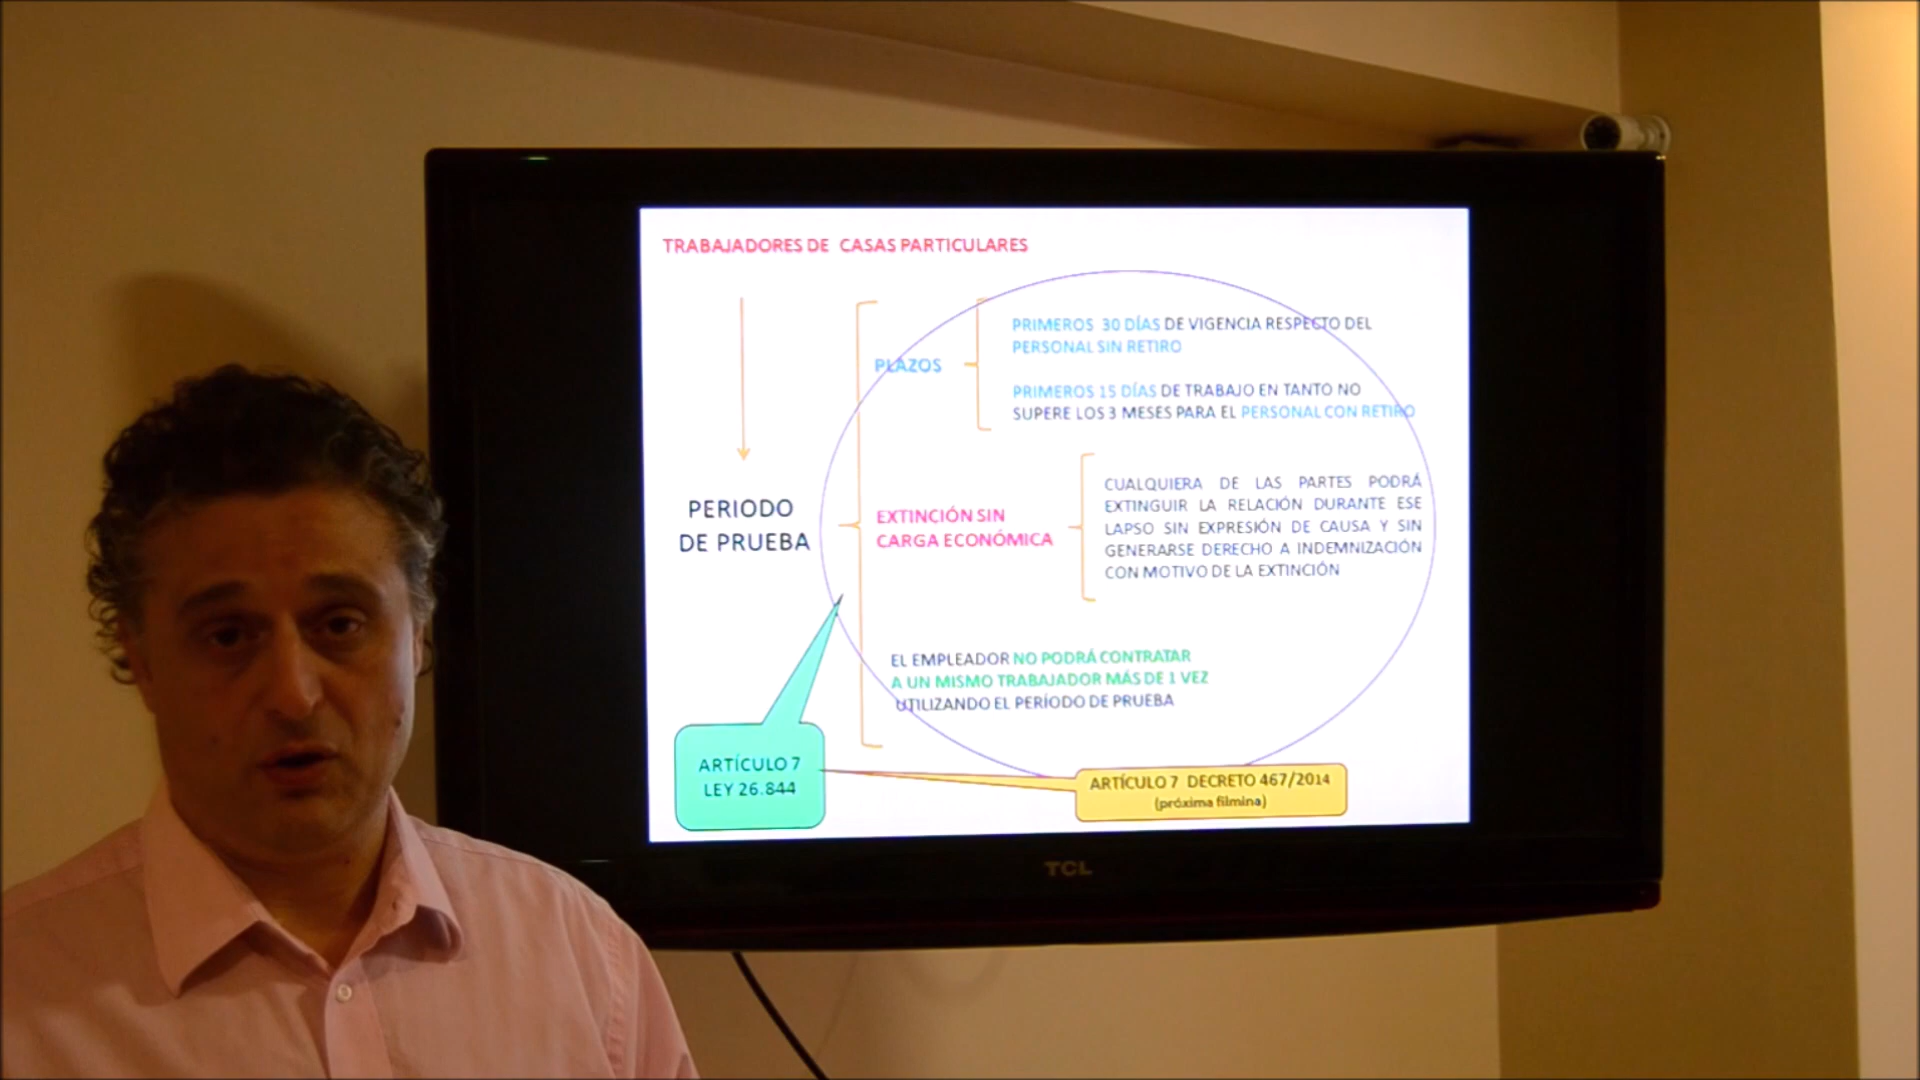 TRABAJADORES DE CASAS PARTICULARES
PLAZOS
PRIMEROS 30 DÍAS DE VIGENCIA RESPECTO DEL
PERSONAL SIN RETIRO
PRIMEROS 15 DÍAS DE TRABAJO EN TANTO NO
SUPERE LOS 3 MESES PARA EL PERSONAL CON RETIRO
PERIODO
DE PRUEBA
EXTINCIÓN SIN
CARGA ECONÓMICA
CUALQUIERA DE LAS PARTES PODRÁ
EXTINGUIR LA RELACIÓN DURANTE ESE
LAPSO SIN EXPRESIÓN DE CAUSA Y SIN
GENERARSE DERECHO A INDEMNIZACIÓN
CON MOTIVO DE LA EXTINCIÓN
EL EMPLEADOR NO PODRÁ CONTRATAR
A UN MISMO TRABAJADOR MÁS DE 1 VEZ
UTILIZANDO EL PERÍODO DE PRUEBA
ARTÍCULO 7
LEY 26.844
ARTÍCULO 7 DECRETO 467/2014
(próxima filmina)
TCL